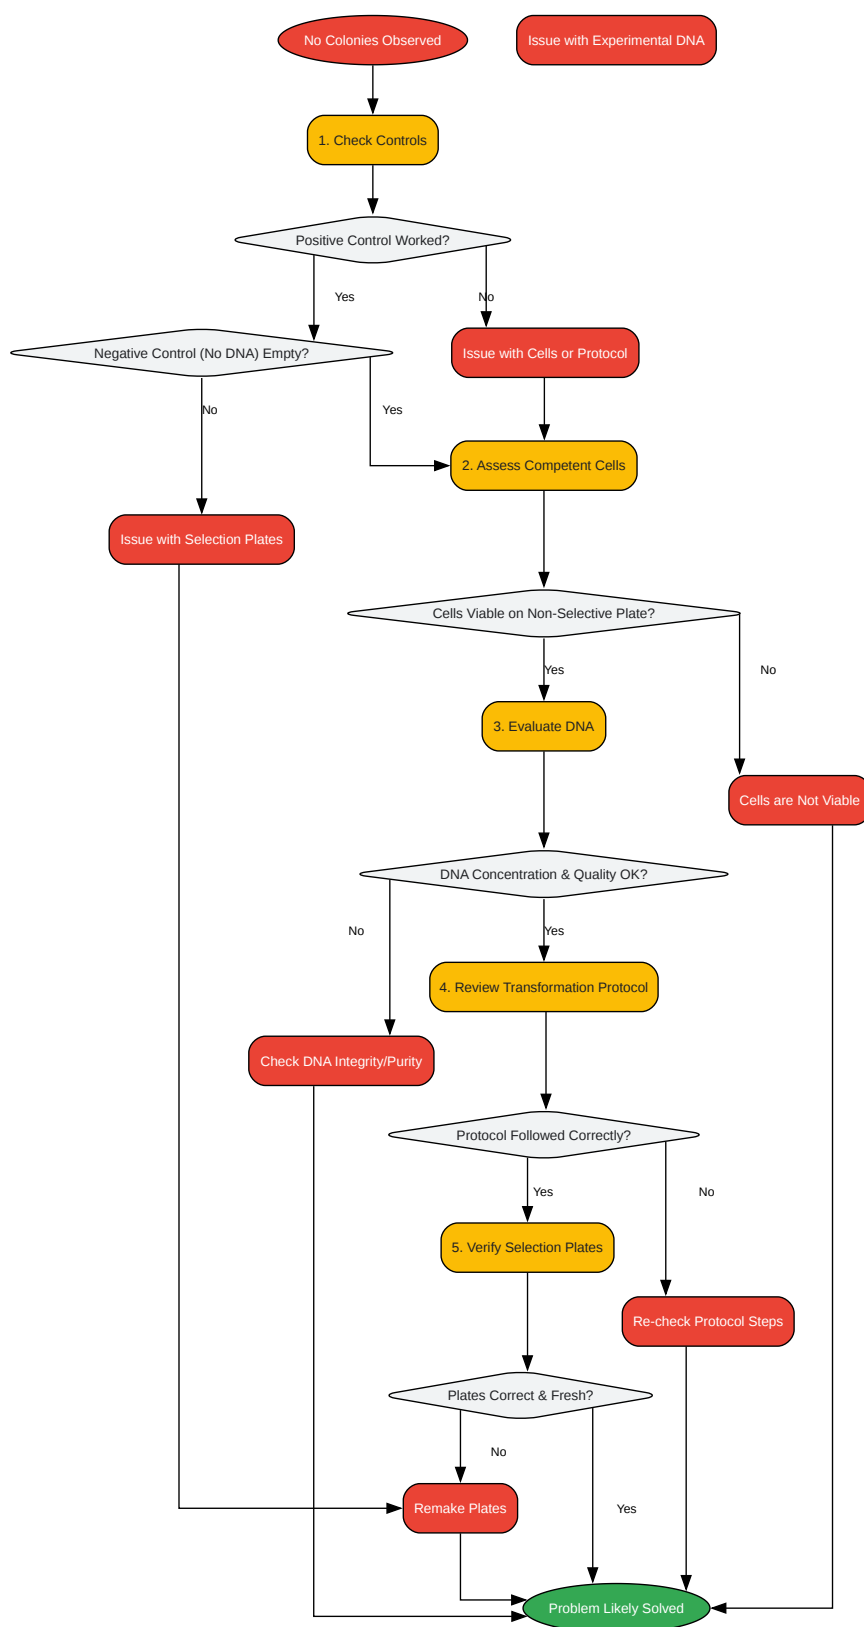 No Colonies Observed
Issue with Experimental DNA
1. Check Controls
Positive Control Worked?
Yes
No
Negative Control (No DNA) Empty?
Issue with Cells or Protocol
No
Yes
2. Assess Competent Cells
Issue with Selection Plates
Cells Viable on Non-Selective Plate?
Yes
No
3. Evaluate DNA
Cells are Not Viable
DNA Concentration & Quality OK?
No
Yes
4. Review Transformation Protocol
Check DNA Integrity/Purity
Protocol Followed Correctly?
Yes
No
5. Verify Selection Plates
Re-check Protocol Steps
Plates Correct & Fresh?
No
Remake Plates
Yes
Problem Likely Solved